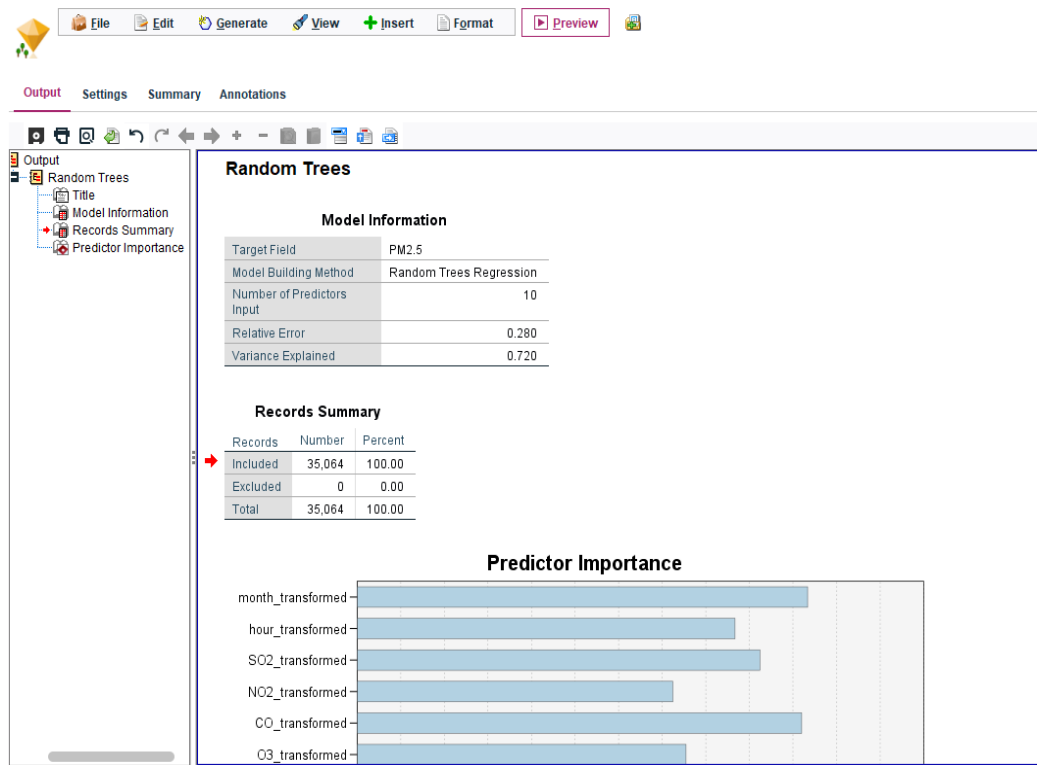 File Edit Generate View Insert Format Preview
Output Settings Summary Annotations
Output
Random Trees
Title
Model Information
Records Summary
Predictor Importance
Random Trees
Model Information
Target Field PM2.5
Model Building Method Random Trees Regression
Number of Predictors
Input 10
Relative Error 0.280
Variance Explained 0.720
Records Summary
Records Number Percent
Included 35,064 100.00
Excluded 0 0.00
Total 35,064 100.00
Predictor Importance
month_transformed
hour_transformed
SO2_transformed
NO2_transformed
CO_transformed
O3_transformed